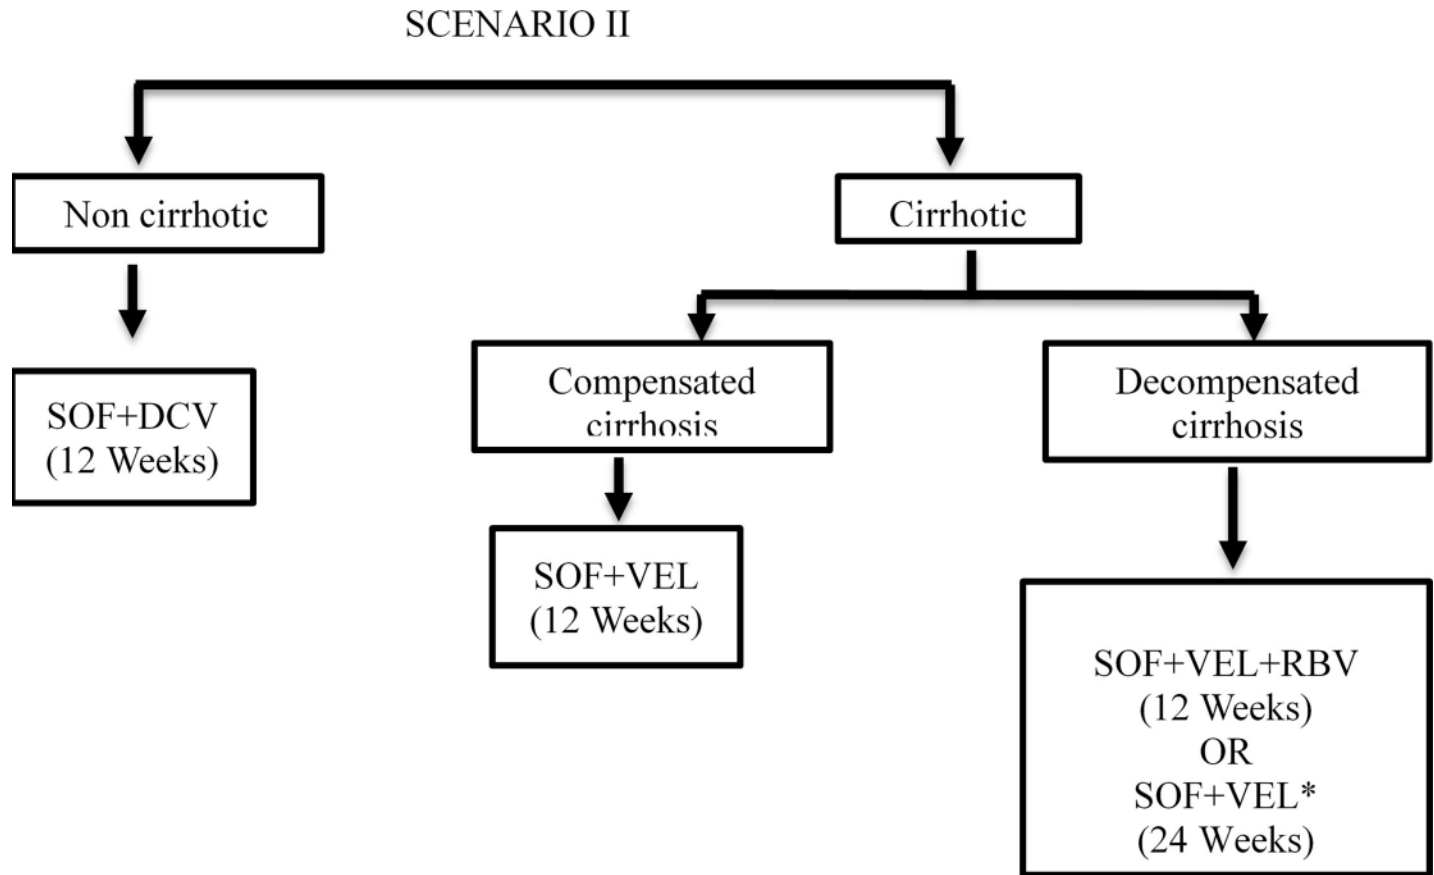 SCENARIO II
Non cirrhotic
Cirrhotic
SOF+DCV
(12 Weeks)
Compensated
cirrhosis
Decompensated
cirrhosis
SOF+VEL
(12 Weeks)
SOF+VEL+RBV
(12 Weeks)
OR
SOF+VEL*
(24 Weeks)